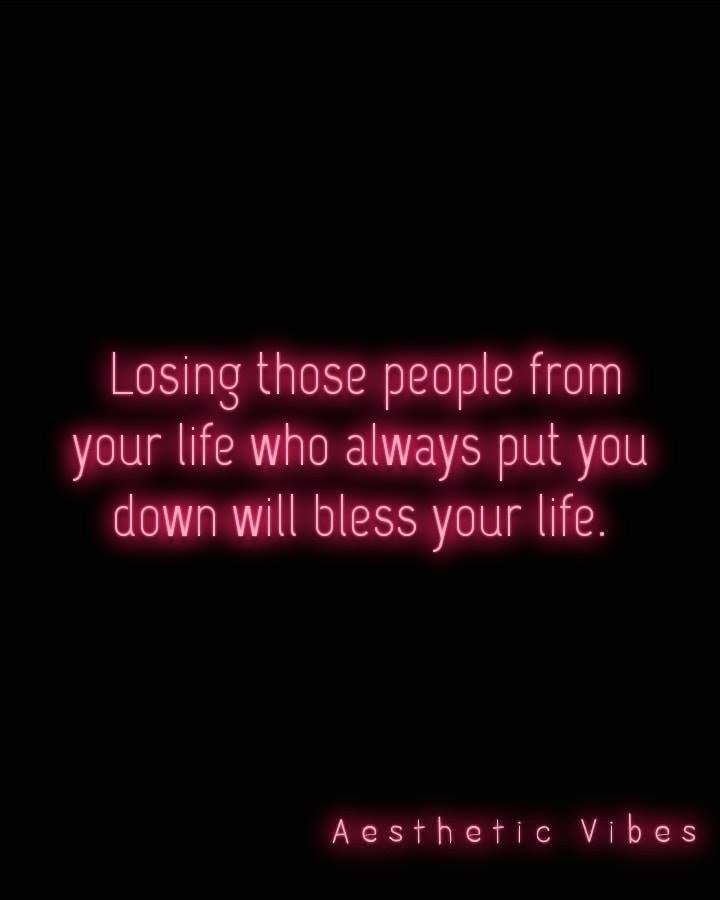 Losing those people from
your life who always put you
down will bless your life.
Aesthetic Vibes